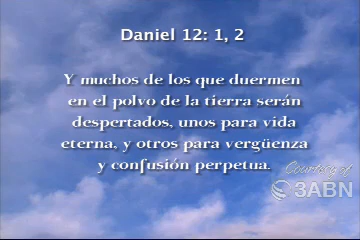 Daniel 12: 1, 2
Y muchos de los que duermen
en el polvo de la tierra serán
despertados, unos para vida
eterna, y otros para vergüenza
y confusión perpetua.
Courtesy of
3ABN